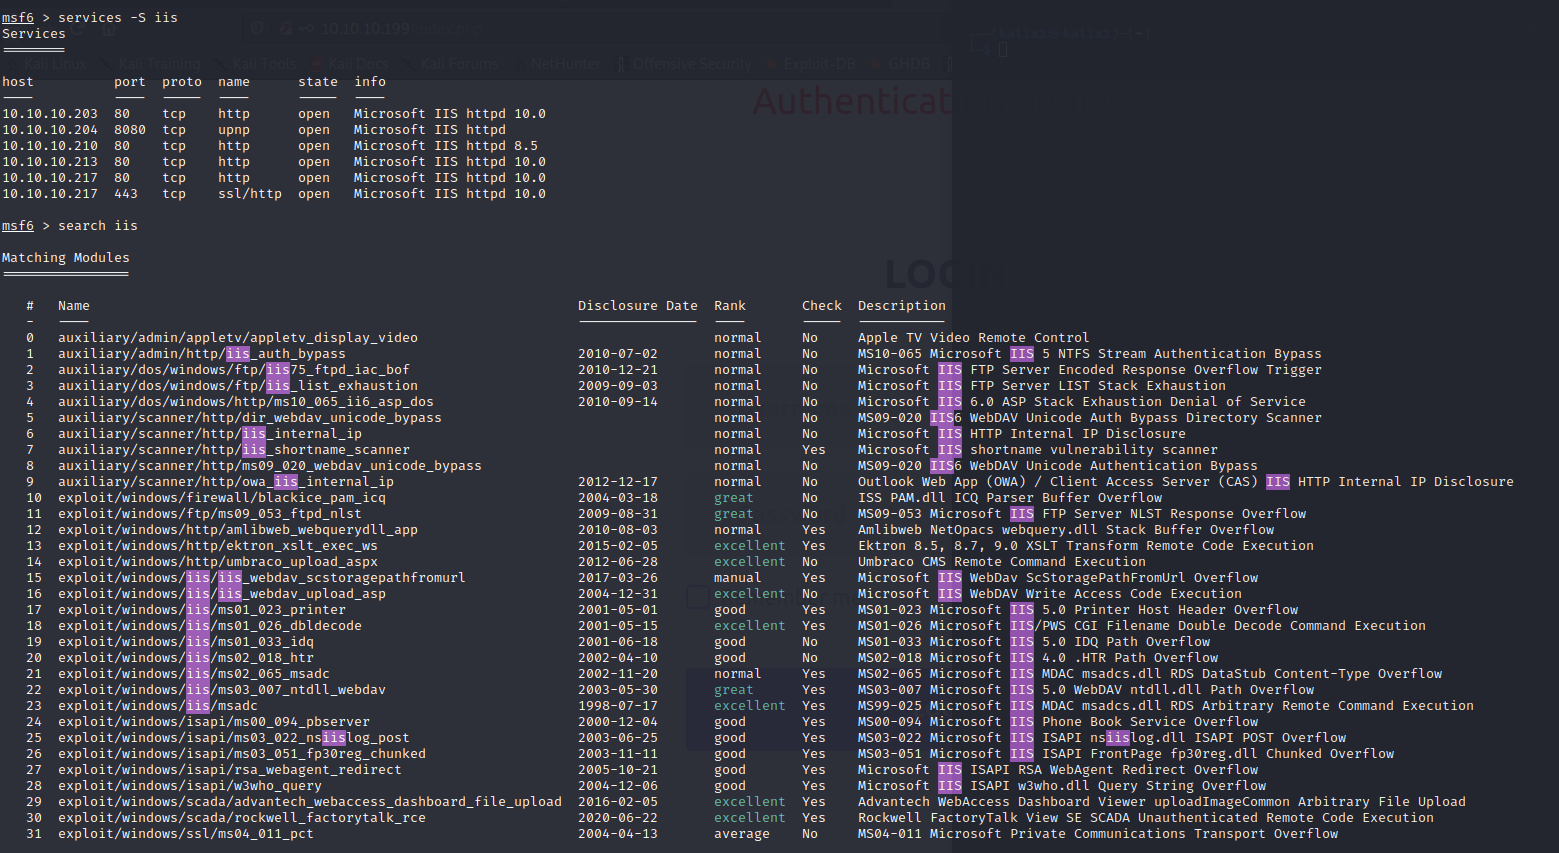 msf6 > services -S iis
Services
========
host port proto name state info
---- ---- ----- ---- ----- ----
10.10.10.203 80 tcp http open Microsoft IIS httpd 10.0
10.10.10.204 8080 tcp upnp open Microsoft IIS httpd
10.10.10.210 80 tcp http open Microsoft IIS httpd 8.5
10.10.10.213 80 tcp http open Microsoft IIS httpd 10.0
10.10.10.217 80 tcp http open Microsoft IIS httpd 10.0
10.10.10.217 443 tcp ssl/http open Microsoft IIS httpd 10.0
msf6 > search iis
Matching Modules
================
# Name Disclosure Date Rank Check Description
- ---- --------------- ---- ----- -----------
0 auxiliary/admin/appletv/appletv_display_video normal No Apple TV Video Remote Control
1 auxiliary/admin/http/iis_auth_bypass 2010-07-02 normal No MS10-065 Microsoft IIS 5 NTFS Stream Authentication Bypass
2 auxiliary/dos/windows/ftp/iis75_ftpd_iac_bof 2010-12-21 normal No Microsoft IIS FTP Server Encoded Response Overflow Trigger
3 auxiliary/dos/windows/ftp/iis_list_exhaustion 2009-09-03 normal No Microsoft IIS FTP Server LIST Stack Exhaustion
4 auxiliary/dos/windows/http/ms10_065_ii6_asp_dos 2010-09-14 normal No Microsoft IIS 6.0 ASP Stack Exhaustion Denial of Service
5 auxiliary/scanner/http/dir_webdav_unicode_bypass normal No MS09-020 IIS6 WebDAV Unicode Auth Bypass Directory Scanner
6 auxiliary/scanner/http/iis_internal_ip normal No Microsoft IIS HTTP Internal IP Disclosure
7 auxiliary/scanner/http/iis_shortname_scanner normal Yes Microsoft IIS shortname vulnerability scanner
8 auxiliary/scanner/http/ms09_020_webdav_unicode_bypass normal No MS09-020 IIS6 WebDAV Unicode Authentication Bypass
9 auxiliary/scanner/http/owa_iis_internal_ip 2012-12-17 normal No Outlook Web App (OWA) / Client Access Server (CAS) IIS HTTP Internal IP Disclosure
10 exploit/windows/firewall/blackice_pam_icq 2004-03-18 great No ISS PAM.dll ICQ Parser Buffer Overflow
11 exploit/windows/ftp/ms09_053_ftpd_nlst 2009-08-31 great No MS09-053 Microsoft IIS FTP Server NLST Response Overflow
12 exploit/windows/http/amlibweb_webquerydll_app 2010-08-03 normal Yes Amlibweb NetOpacs webquery.dll Stack Buffer Overflow
13 exploit/windows/http/ektron_xslt_exec_ws 2015-02-05 excellent Yes Ektron 8.5, 8.7, 9.0 XSLT Transform Remote Code Execution
14 exploit/windows/http/umbraco_upload_aspx 2012-06-28 excellent No Umbraco CMS Remote Command Execution
15 exploit/windows/iis/iis_webdav_scstoragepathfromurl 2017-03-26 manual Yes Microsoft IIS WebDav ScStoragePathFromUrl Overflow
16 exploit/windows/iis/iis_webdav_upload_asp 2004-12-31 excellent No Microsoft IIS WebDAV Write Access Code Execution
17 exploit/windows/iis/ms01_023_printer 2001-05-01 good Yes MS01-023 Microsoft IIS 5.0 Printer Host Header Overflow
18 exploit/windows/iis/ms01_026_dbldecode 2001-05-15 excellent Yes MS01-026 Microsoft IIS/PWS CGI Filename Double Decode Command Execution
19 exploit/windows/iis/ms01_033_idq 2001-06-18 good No MS01-033 Microsoft IIS 5.0 IDQ Path Overflow
20 exploit/windows/iis/ms02_018_htr 2002-04-10 good No MS02-018 Microsoft IIS 4.0 .HTR Path Overflow
21 exploit/windows/iis/ms02_065_msadc 2002-11-20 normal Yes MS02-065 Microsoft IIS MDAC msadcs.dll RDS DataStub Content-Type Overflow
22 exploit/windows/iis/ms03_007_ntdll_webdav 2003-05-30 great Yes MS03-007 Microsoft IIS 5.0 WebDAV ntdll.dll Path Overflow
23 exploit/windows/iis/msadc 1998-07-17 excellent Yes MS99-025 Microsoft IIS MDAC msadcs.dll RDS Arbitrary Remote Command Execution
24 exploit/windows/isapi/ms00_094_pbserver 2000-12-04 good Yes MS00-094 Microsoft IIS Phone Book Service Overflow
25 exploit/windows/isapi/ms03_022_nsiislog_post 2003-06-25 good Yes MS03-022 Microsoft IIS ISAPI nsiislog.dll ISAPI POST Overflow
26 exploit/windows/isapi/ms03_051_fp30reg_chunked 2003-11-11 good Yes MS03-051 Microsoft IIS ISAPI FrontPage fp30reg.dll Chunked Overflow
27 exploit/windows/isapi/rsa_webagent_redirect 2005-10-21 good Yes Microsoft IIS ISAPI RSA WebAgent Redirect Overflow
28 exploit/windows/isapi/w3who_query 2004-12-06 good Yes Microsoft IIS ISAPI w3who.dll Query String Overflow
29 exploit/windows/scada/advantech_webaccess_dashboard_file_upload 2016-02-05 excellent Yes Advantech WebAccess Dashboard Viewer uploadImageCommon Arbitrary File Upload
30 exploit/windows/scada/rockwell_factorytalk_rce 2020-06-22 excellent Yes Rockwell FactoryTalk View SE SCADA Unauthenticated Remote Code Execution
31 exploit/windows/ssl/ms04_011_pct 2004-04-13 average No MS04-011 Microsoft Private Communications Transport Overflow
10.10.10.199/index.php
Kali Linux Kali Training Kali Tools Kali Docs Kali Forums NetHunter Offensive Security Exploit-DB GHDB
Authenticat
LOGIN